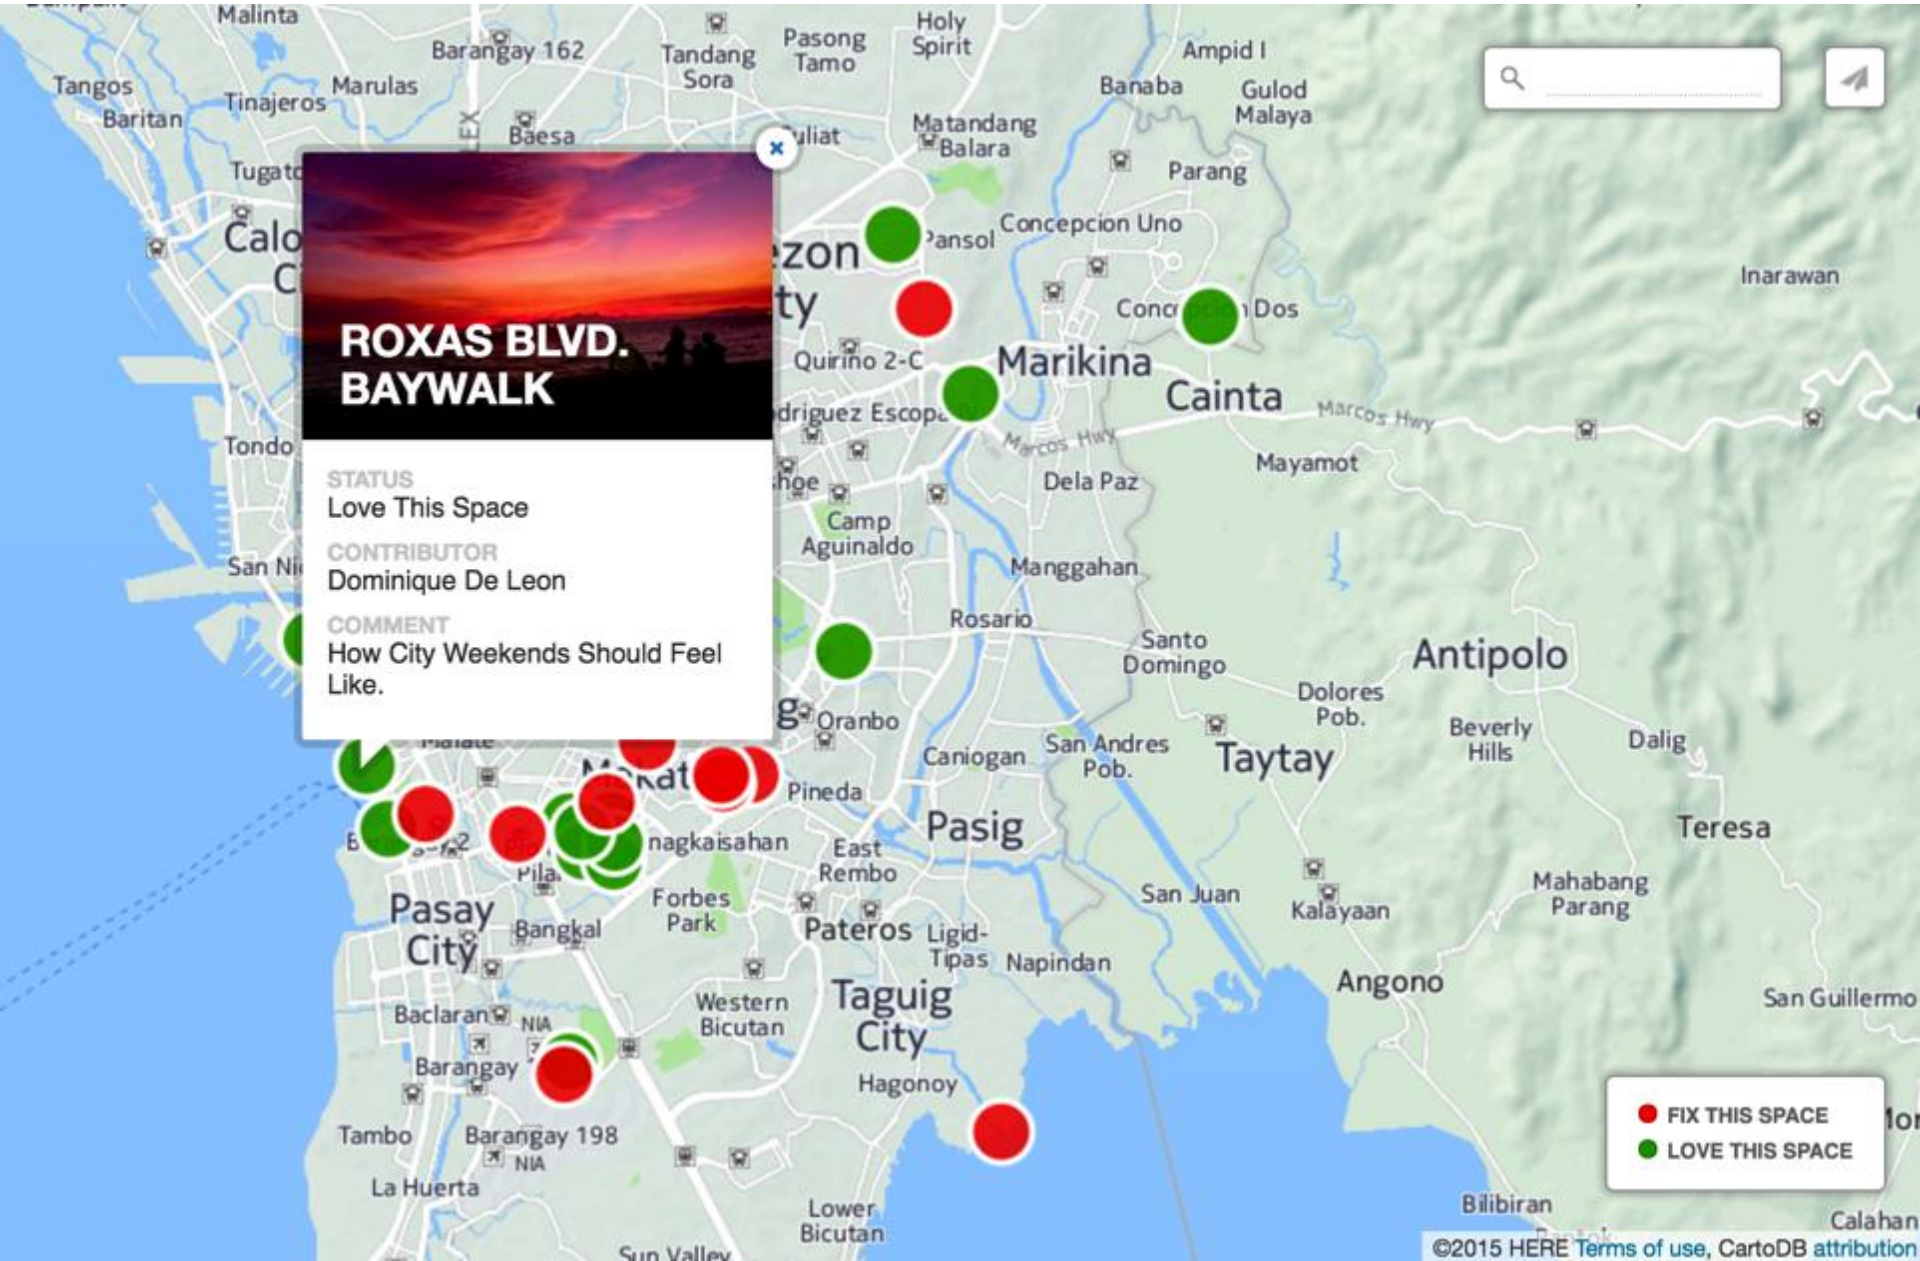 Malinta
Holy
Spirit
Pasong
Tamo
Barangay 162
Tandang
Sora
Ampid I
Tangos
Marulas
Banaba
Gulod
Malaya
Tinajeros
Baritan
Baesa
Matandang
Balara
Parang
Concepcion Uno
Pansol
Inarawan
Dos
ROXAS BLVD.
BAYWALK
Quirino 2-C
Marikina
Cainta
Marcos Hwy
Marcos Hwy
Tondo
Mayamot
STATUS
Love This Space
CONTRIBUTOR
Dominique De Leon
COMMENT
How City Weekends Should Feel
Like.
Dela Paz
Camp
Aguinaldo
San
Manggahan
Rosario
Santo
Domingo
Antipolo
Dolores
Pob.
Oranbo
Beverly
Hills
Dalig
Malate
Caniogan
San Andres
Pob.
Taytay
Pineda
Pasig
Teresa
nagkaisahan
East
Rembo
Pilar
Forbes
Park
San Juan
Mahabang
Parang
Kalayaan
Pasay
City
Bangkal
Pateros
Ligid-
Tipas
Napindan
Angono
Western
Bicutan
Taguig
City
San Guillermo
Baclaran
NIA
Barangay
Hagonoy
Tambo
Barangay 198
NIA
FIX THIS SPACE
LOVE THIS SPACE
La Huerta
Lower
Bicutan
Bilibiran
Calahan
Sun Valley
©2015 HERE Terms of use, CartoDB attribution